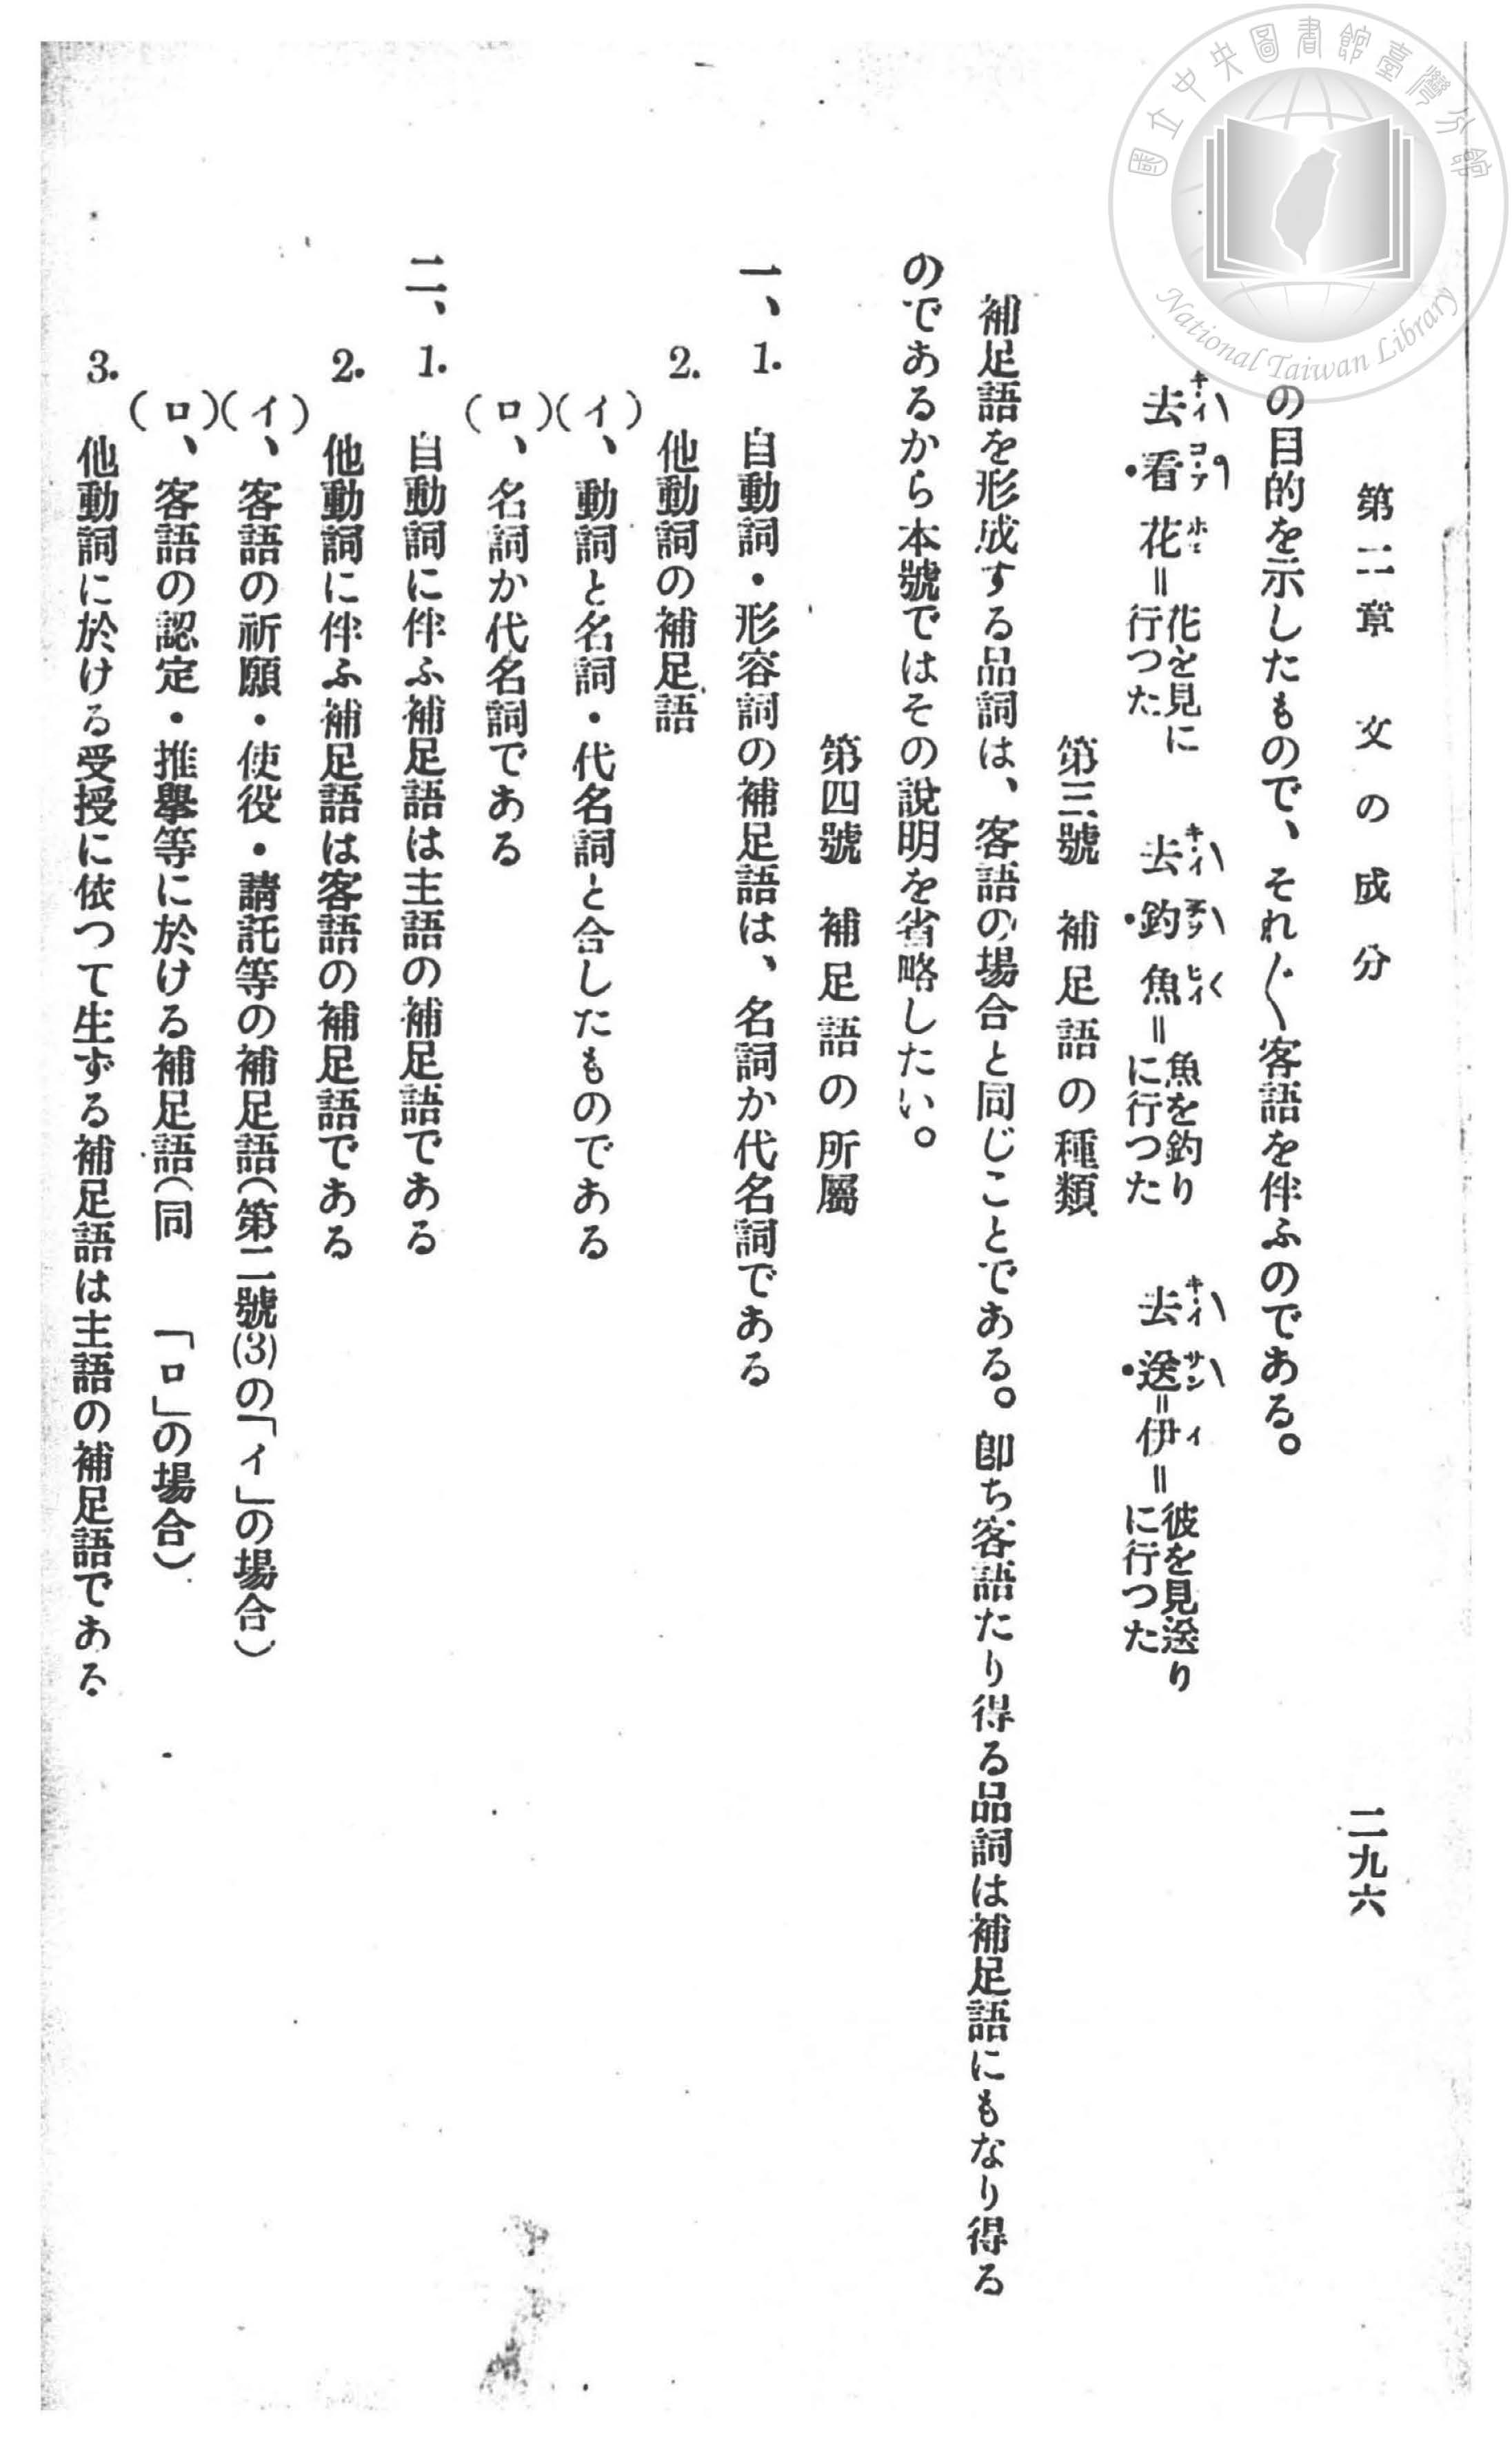 國立中央圖書館臺灣分館
National Taiwan Library
第二章　文の成分　二九六
の目的を示したもので、それ〲客語を伴ふのである。
去看花=花を見に行つた　去釣魚=魚を釣りに行つた　去送=伊=彼を見送りに行つた
第三號　補足語の種類
補足語を形成する品詞は、客語の場合と同じことである。卽ち客語たり得る品詞は補足語にもなり得る
のであるから本號ではその說明を省略したい。
第四號　補足語の所屬
一、1. 自動詞・形容詞の補足語は、名詞か代名詞である
2. 他動詞の補足語
(イ)、動詞と名詞・代名詞と合したものである
(ロ)、名詞か代名詞である
二、1. 自動詞に伴ふ補足語は主語の補足語である
2. 他動詞に伴ふ補足語は客語の補足語である
(イ)、客語の祈願・使役・請託等の補足語(第二號(3)の「イ」の場合)
(ロ)、客語の認定・推擧等に於ける補足語(同　「ロ」の場合)
3. 他動詞に於ける受授に依つて生ずる補足語は主語の補足語である